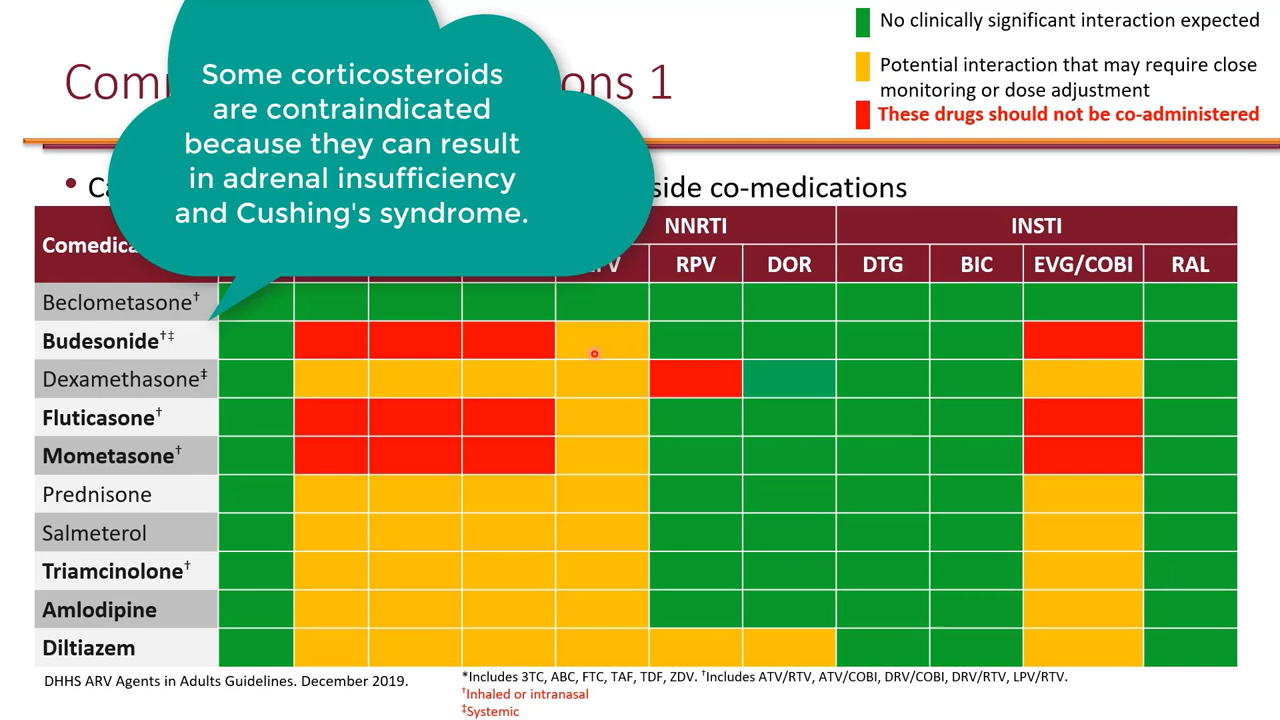 No clinically significant interaction expected
Potential interaction that may require close
monitoring or dose adjustment
These drugs should not be co-administered
Some corticosteroids
are contraindicated
because they can result
in adrenal insufficiency
and Cushing's syndrome.
1
side co-medications
NNRTI INSTI
RPV DOR DTG BIC EVG/COBI RAL
Beclometasone†
Budesonide†‡
Dexamethasone‡
Fluticasone†
Mometasone†
Prednisone
Salmeterol
Triamcinolone†
Amlodipine
Diltiazem
DHHS ARV Agents in Adults Guidelines. December 2019.
*Includes 3TC, ABC, FTC, TAF, TDF, ZDV. †Includes ATV/RTV, ATV/COBI, DRV/COBI, DRV/RTV, LPV/RTV.
†Inhaled or intranasal
‡Systemic